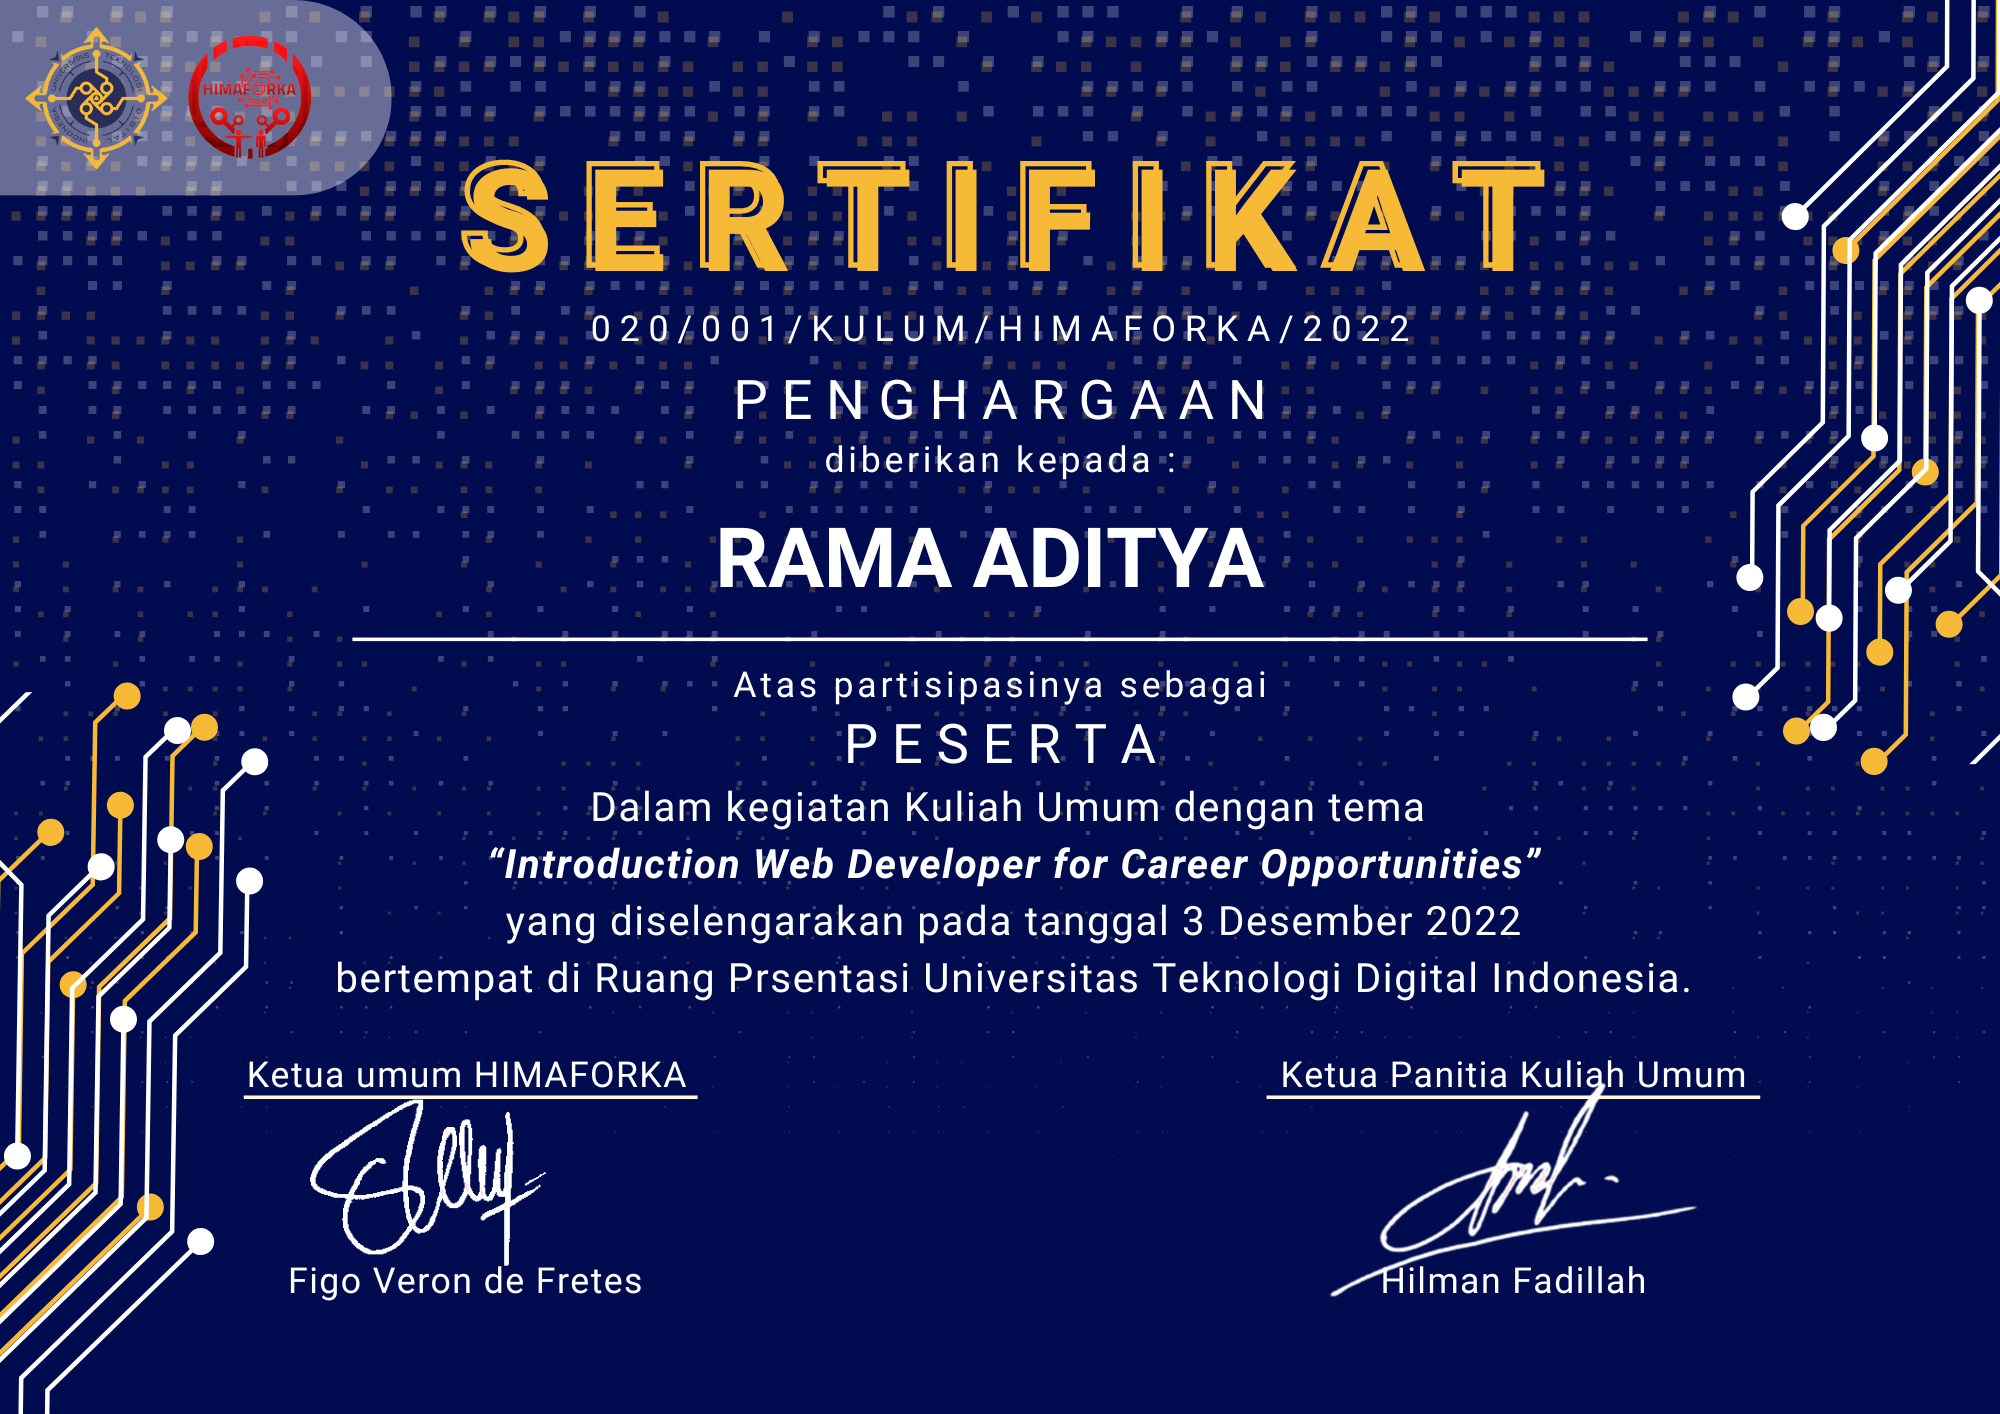 HIMAFORKA
SERTIFIKAT
020/001/KULUM/HIMAFORKA/2022
PENGHARGAAN
diberikan kepada :
RAMA ADITYA
Atas partisipasinya sebagai
PESERTA
Dalam kegiatan Kuliah Umum dengan tema
“Introduction Web Developer for Career Opportunities”
yang diselengarakan pada tanggal 3 Desember 2022
bertempat di Ruang Prsentasi Universitas Teknologi Digital Indonesia.
Ketua umum HIMAFORKA
Ketua Panitia Kuliah Umum
Figo Veron de Fretes
Hilman Fadillah